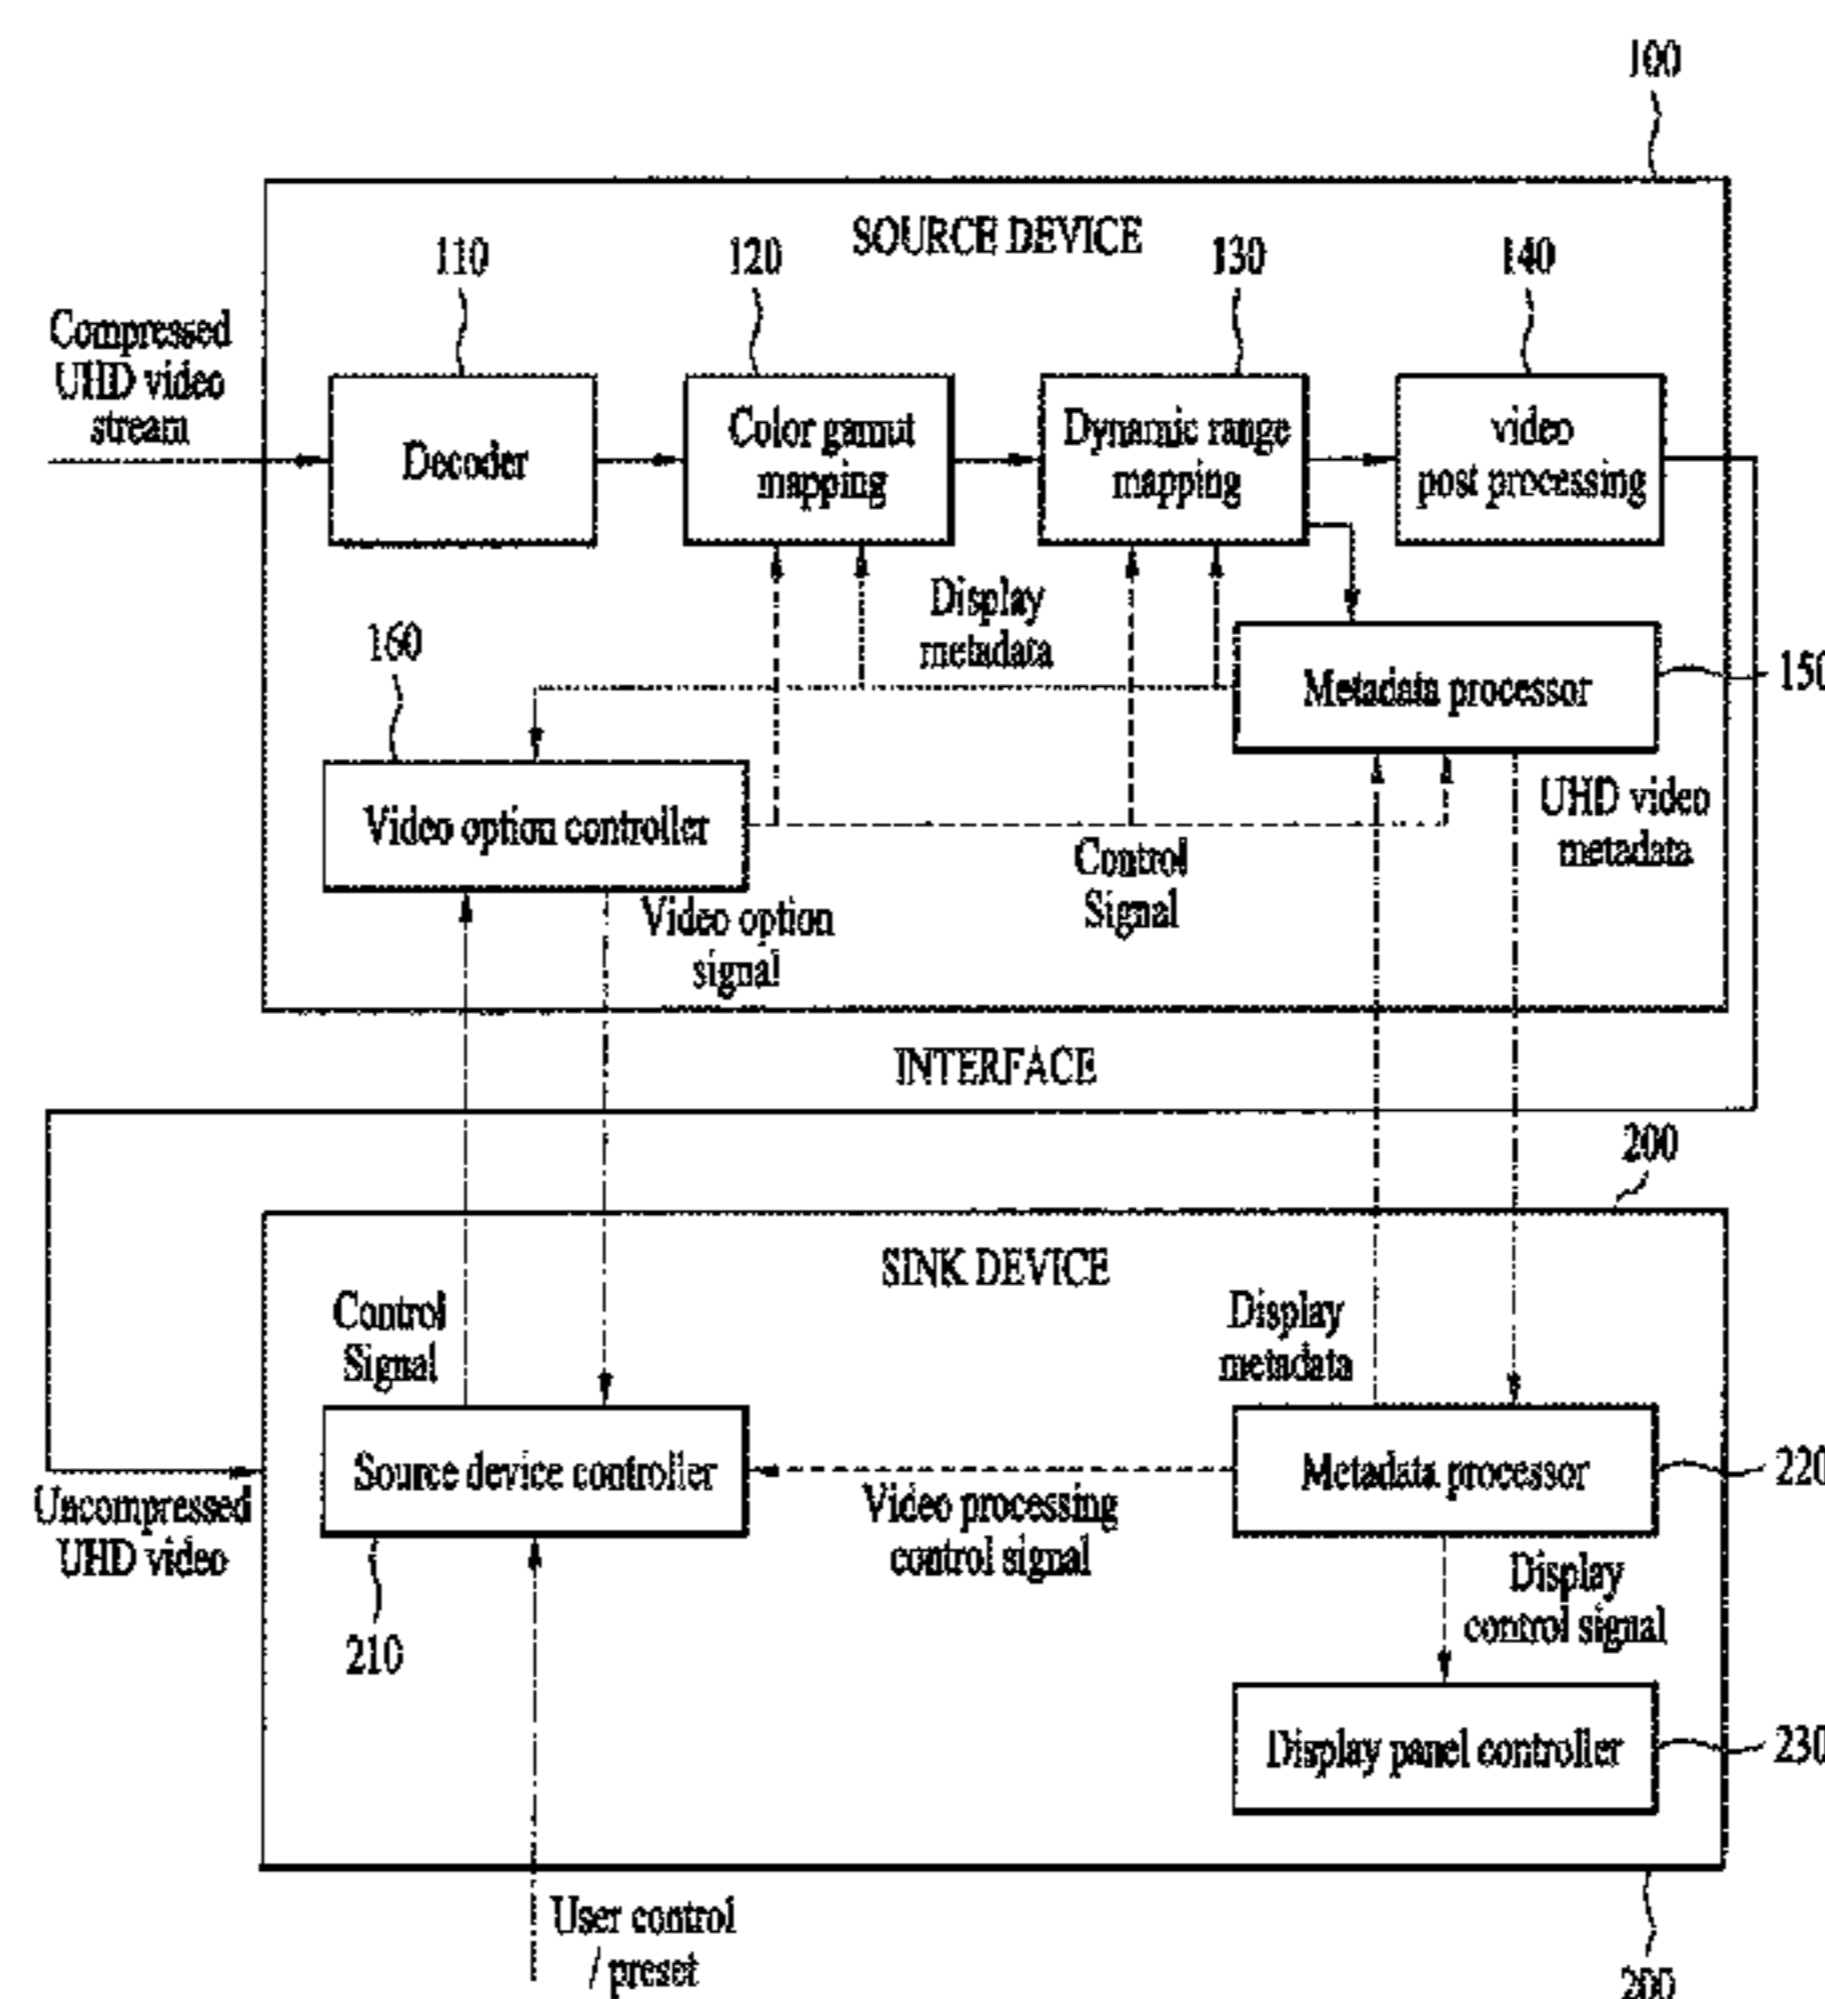 100
SOURCE DEVICE
110
120
130
140
Compressed
UHD video
stream
Decoder
Color gamut
mapping
Dynamic range
mapping
video
post processing
Display
metadata
160
Metadata processor
150
Video option controller
UHD video
metadata
Control
Signal
Video option
signal
INTERFACE
200
SINK DEVICE
Control
Signal
Display
metadata
Source device controller
Metadata processor
220
Uncompressed
UHD video
Video processing
control signal
Display
control signal
210
Display panel controller
230
User control
/ preset
200